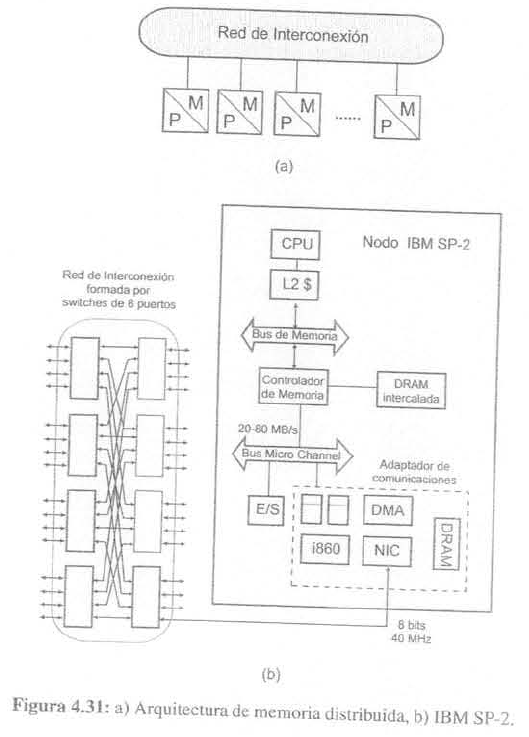 Red de Interconexión
M
P
M
P
M
P
......
M
P
(a)
Nodo IBM SP-2
CPU
L2 $
Red de Interconexión
formada por
switches de 8 puertos
Bus de Memoria
Controlador
de Memoria
DRAM
intercalada
20-80 MB/s
Bus Micro Channel
Adaptador de
comunicaciones
E/S
DMA
i860
NIC
DRAM
8 bits
40 MHz
(b)
Figura 4.31: a) Arquitectura de memoria distribuida, b) IBM SP-2.